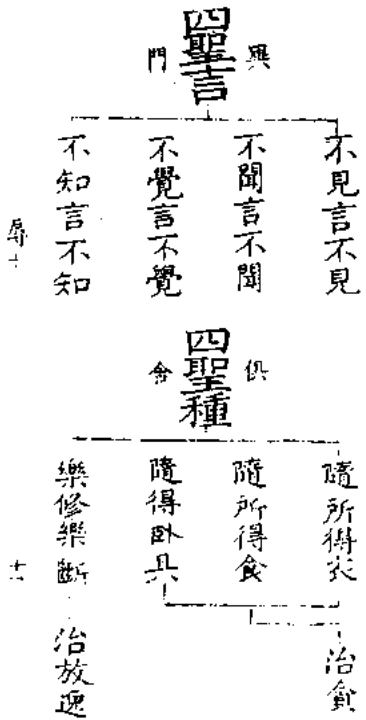 四聖言
興門
不見言不見
不聞言不聞
不覺言不覺
不知言不知
四聖種
俱舍
隨所得衣
隨所得食
隨得臥具
樂修樂斷
治貪
治放逸